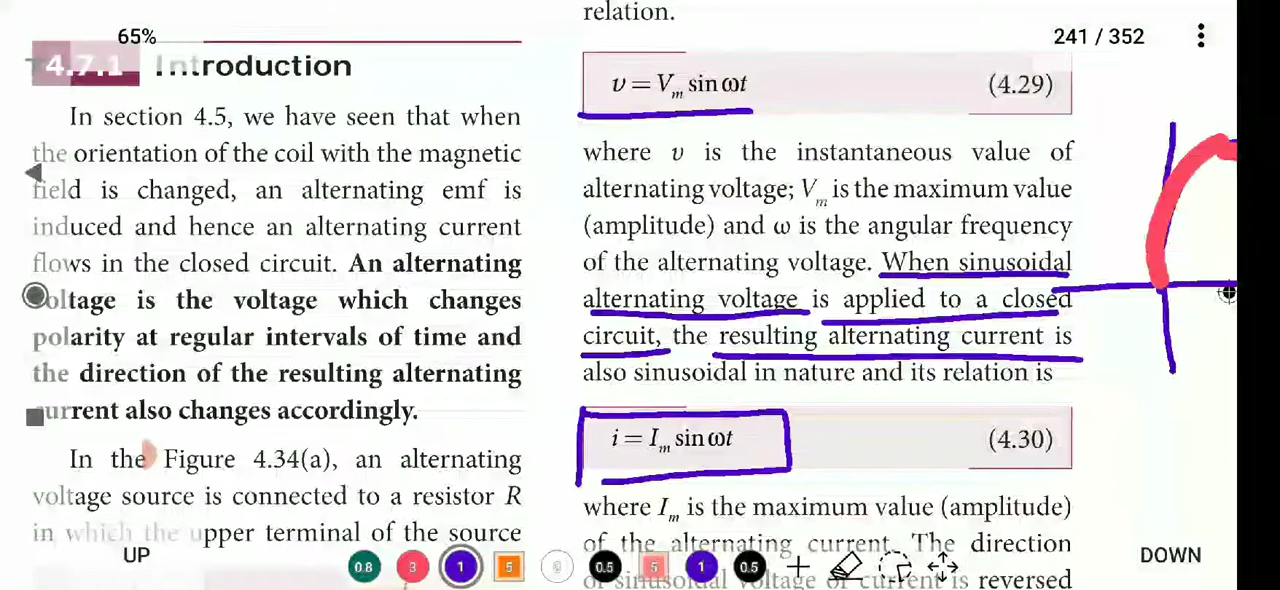 65%
241 / 352
4.7.1 Introduction
In section 4.5, we have seen that when
the orientation of the coil with the magnetic
field is changed, an alternating emf is
induced and hence an alternating current
flows in the closed circuit. An alternating
voltage is the voltage which changes
polarity at regular intervals of time and
the direction of the resulting alternating
current also changes accordingly.
In the Figure 4.34(a), an alternating
voltage source is connected to a resistor R
in which the upper terminal of the source
relation.
υ = Vm sin ωt (4.29)
where υ is the instantaneous value of
alternating voltage; Vm is the maximum value
(amplitude) and ω is the angular frequency
of the alternating voltage. When sinusoidal
alternating voltage is applied to a closed
circuit, the resulting alternating current is
also sinusoidal in nature and its relation is
i = Im sin ωt (4.30)
where Im is the maximum value (amplitude)
of the alternating current. The direction
of sinusoidal voltage or current is reversed
UP
0.8 3 1 5 0.5 5 1 0.5
DOWN